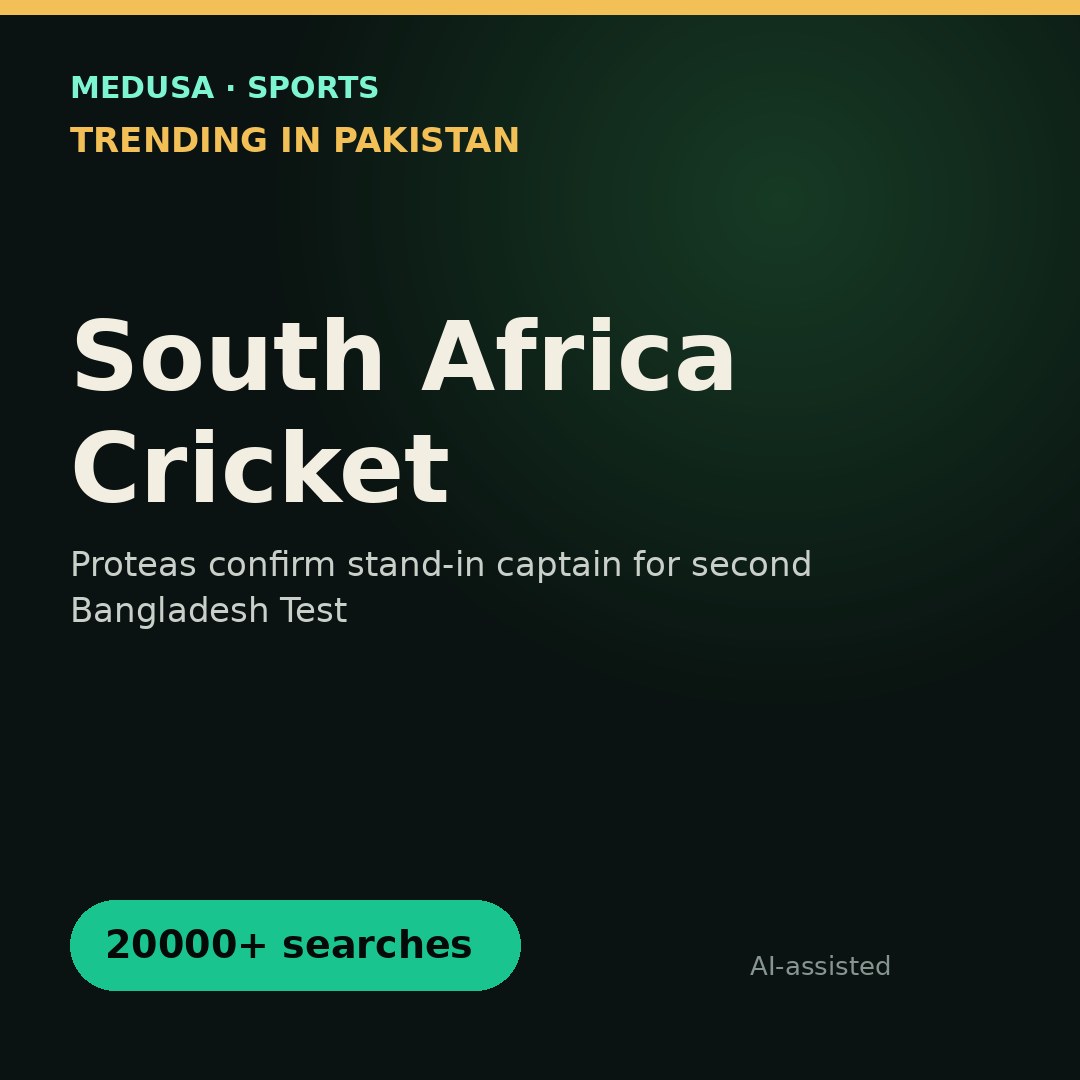 MEDUSA · SPORTS
TRENDING IN PAKISTAN
South Africa
Cricket
Proteas confirm stand-in captain for second
Bangladesh Test
20000+ searches
AI-assisted